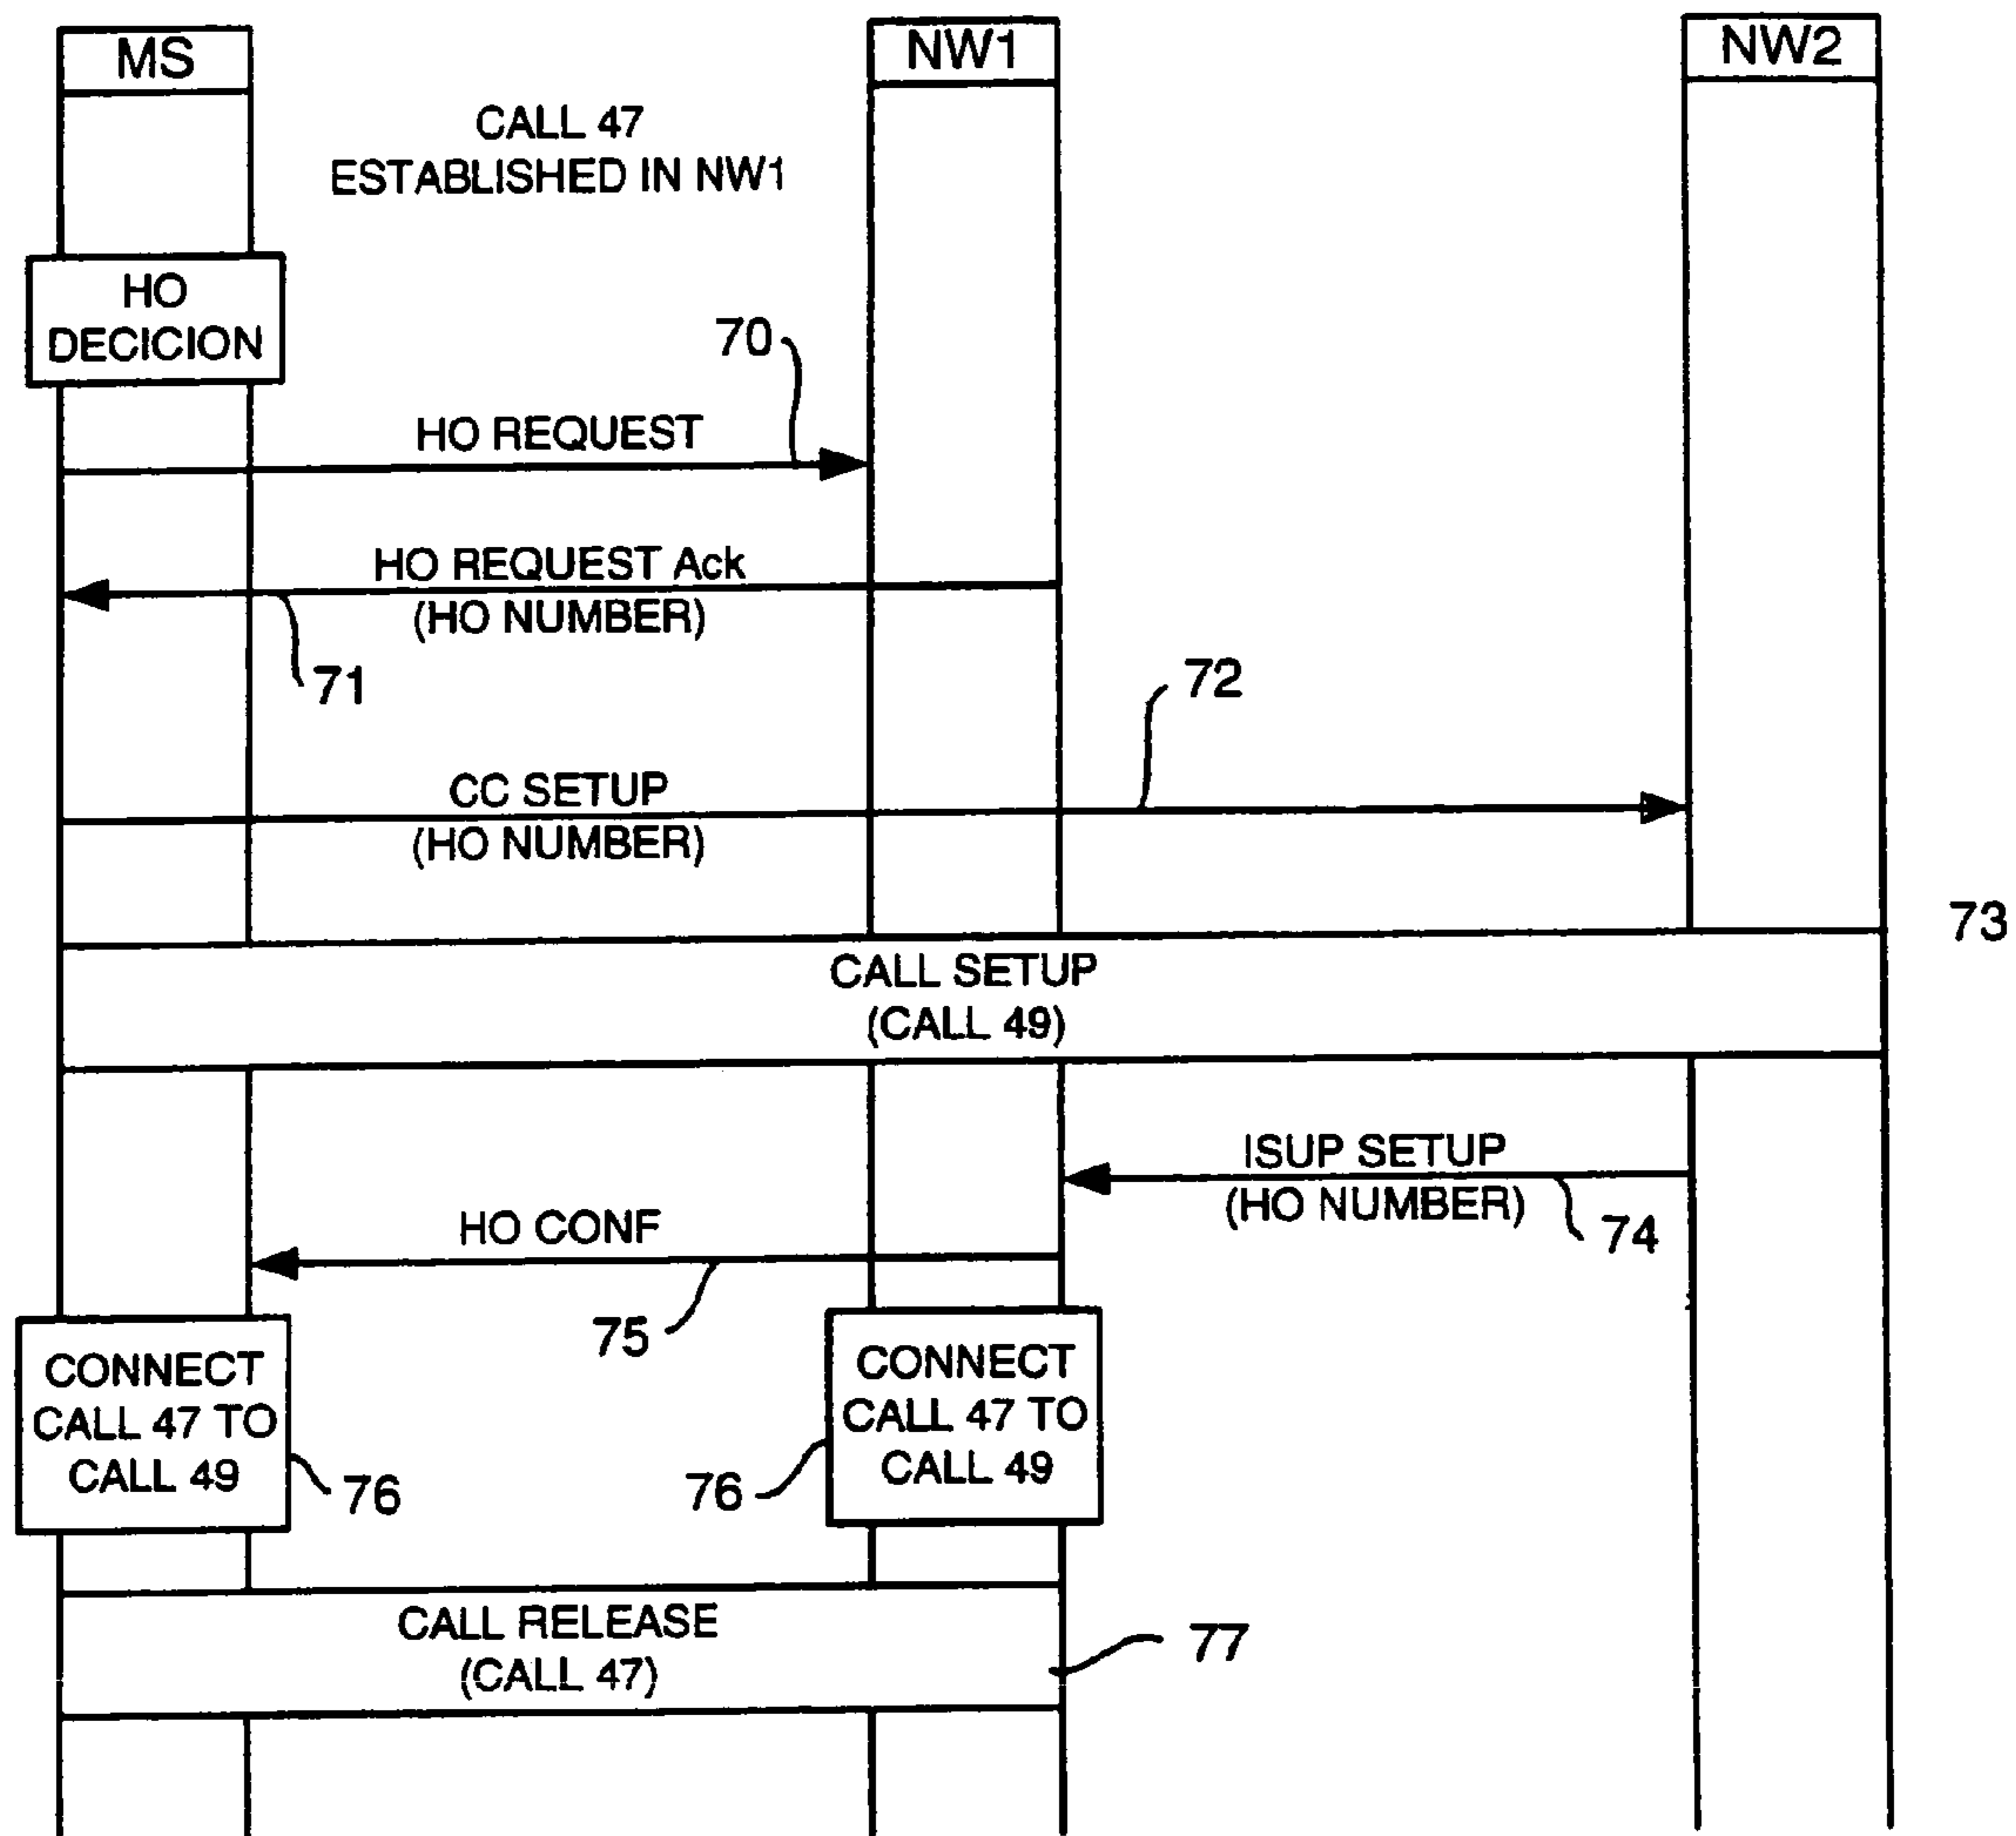 MS
NW1
NW2
CALL 47
ESTABLISHED IN NW1
HO
DECICION
70
HO REQUEST
HO REQUEST Ack
(HO NUMBER)
71
72
CC SETUP
(HO NUMBER)
73
CALL SETUP
(CALL 49)
ISUP SETUP
(HO NUMBER)
74
HO CONF
75
CONNECT
CALL 47 TO
CALL 49
76
76
CONNECT
CALL 47 TO
CALL 49
CALL RELEASE
(CALL 47)
77